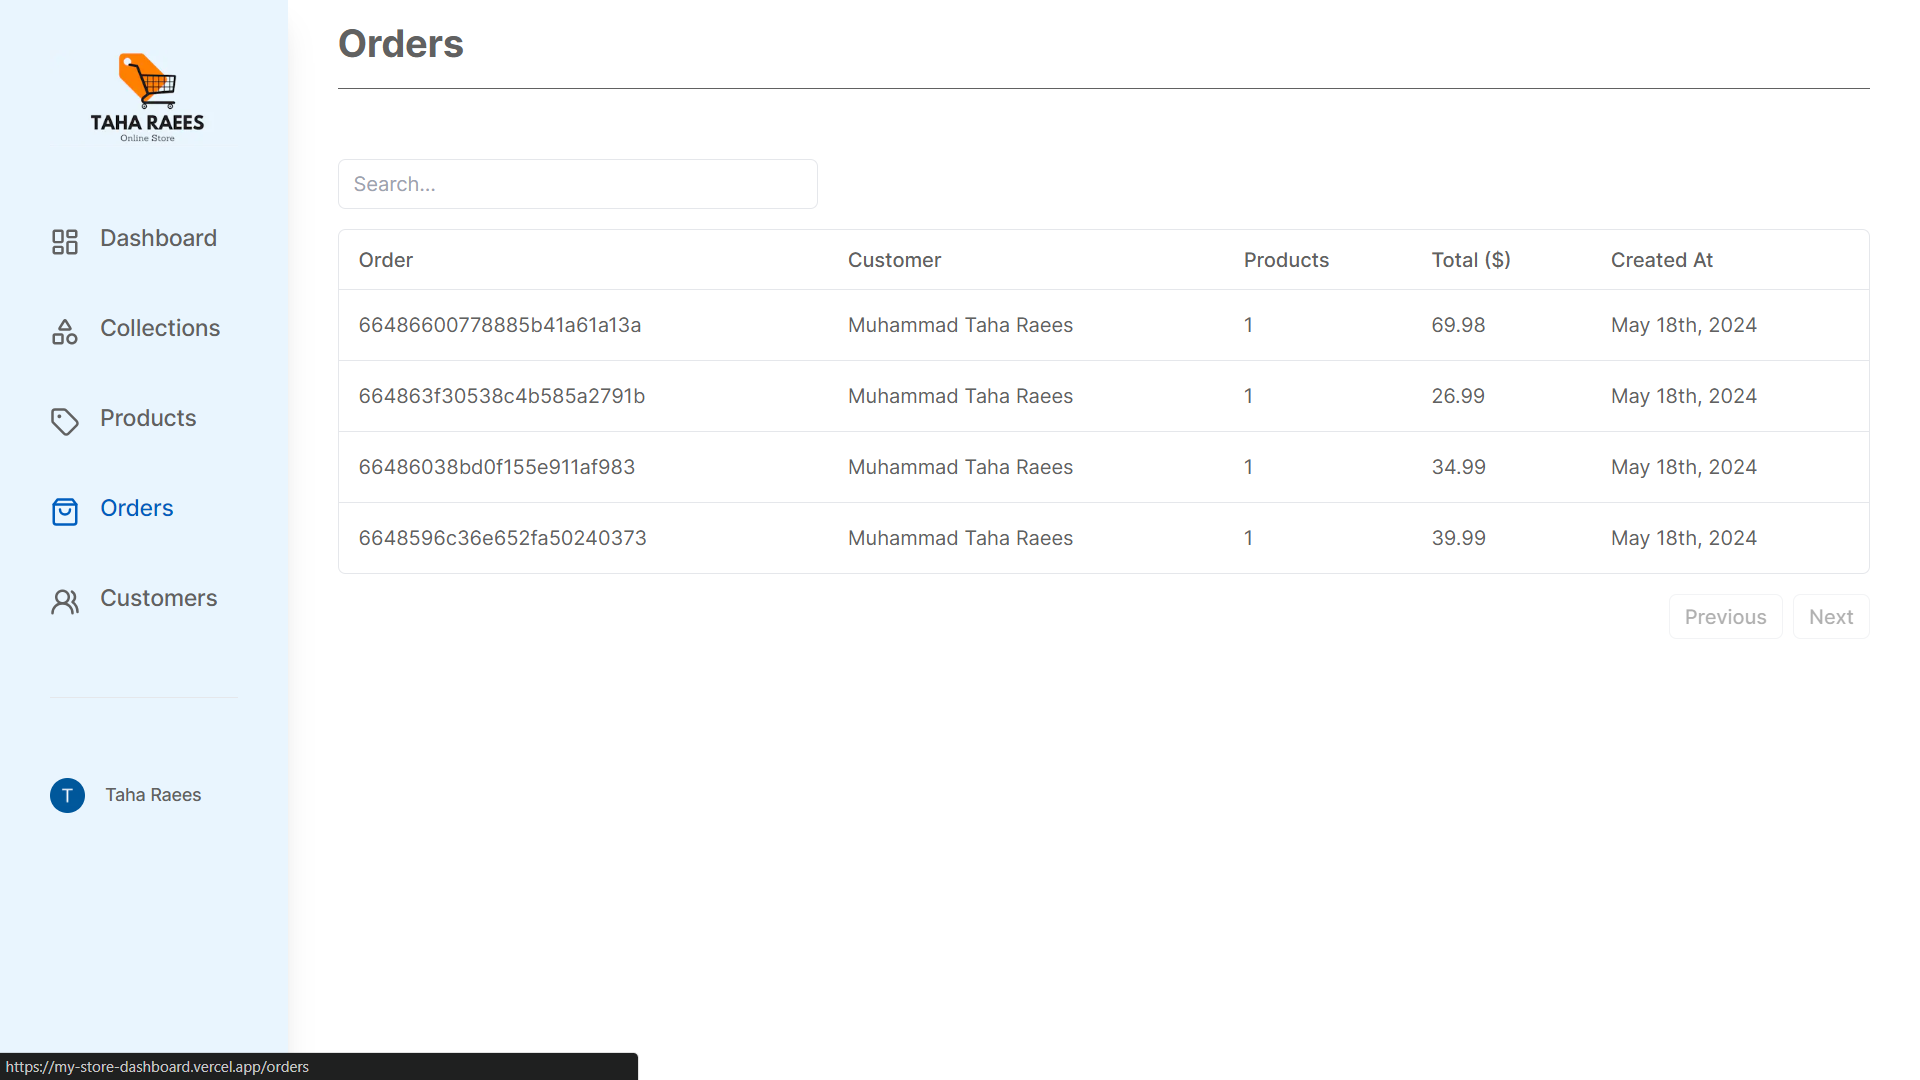 TAHA RAEES
Online Store
Dashboard
Collections
Products
Orders
Customers
T Taha Raees
Orders
Search...
Order Customer Products Total ($) Created At
66486600778885b41a61a13a Muhammad Taha Raees 1 69.98 May 18th, 2024
664863f30538c4b585a2791b Muhammad Taha Raees 1 26.99 May 18th, 2024
66486038bd0f155e911af983 Muhammad Taha Raees 1 34.99 May 18th, 2024
6648596c36e652fa50240373 Muhammad Taha Raees 1 39.99 May 18th, 2024
Previous Next
https://my-store-dashboard.vercel.app/orders